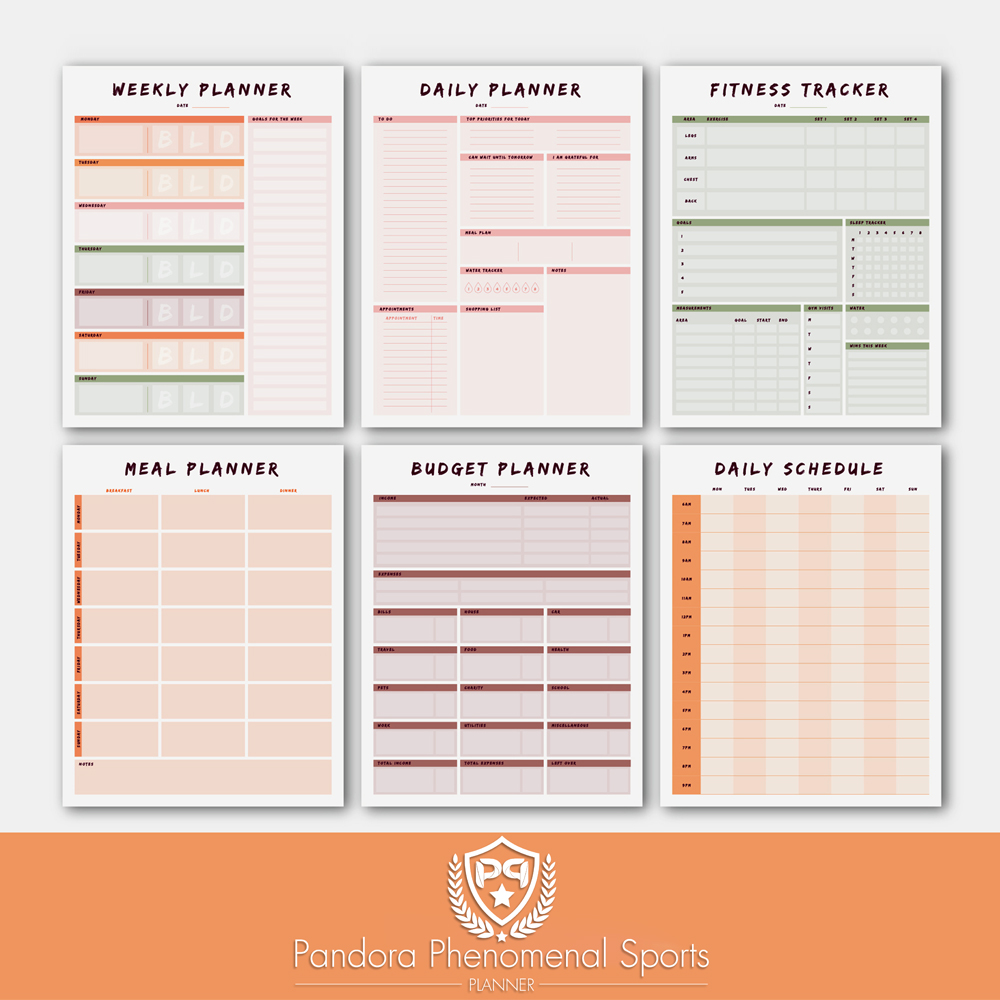 WEEKLY PLANNER
DATE
MONDAY
GOALS FOR THE WEEK
B L D
TUESDAY
B L D
WEDNESDAY
B L D
THURSDAY
B L D
FRIDAY
B L D
SATURDAY
B L D
SUNDAY
B L D
DAILY PLANNER
DATE
TO DO
TOP PRIORITIES FOR TODAY
CAN WAIT UNTIL TOMORROW
I AM GRATEFUL FOR
MEAL PLAN
WATER TRACKER
NOTES
1 2 3 4 5 6 7 8
APPOINTMENTS
SHOPPING LIST
APPOINTMENT TIME
FITNESS TRACKER
DATE
AREA EXERCISE SET 1 SET 2 SET 3 SET 4
LEGS
ARMS
CHEST
BACK
GOALS
1
2
3
4
5
SLEEP TRACKER
1 2 3 4 5 6 7 8
M
T
W
T
F
S
S
MEASUREMENTS
AREA GOAL START END
GYM VISITS
M
T
W
T
F
S
S
WATER
WINS THIS WEEK
MEAL PLANNER
BREAKFAST LUNCH DINNER
MONDAY
TUESDAY
WEDNESDAY
THURSDAY
FRIDAY
SATURDAY
SUNDAY
NOTES
BUDGET PLANNER
MONTH
INCOME EXPECTED ACTUAL
EXPENSES
BILLS HOUSE CAR
TRAVEL FOOD HEALTH
PETS CHARITY SCHOOL
WORK UTILITIES MISCELLANEOUS
TOTAL INCOME TOTAL EXPENSES LEFT OVER
DAILY SCHEDULE
MON TUES WED THURS FRI SAT SUN
6AM
7AM
8AM
9AM
10AM
11AM
12PM
1PM
2PM
3PM
4PM
5PM
6PM
7PM
8PM
9PM
PP
Pandora Phenomenal Sports
PLANNER